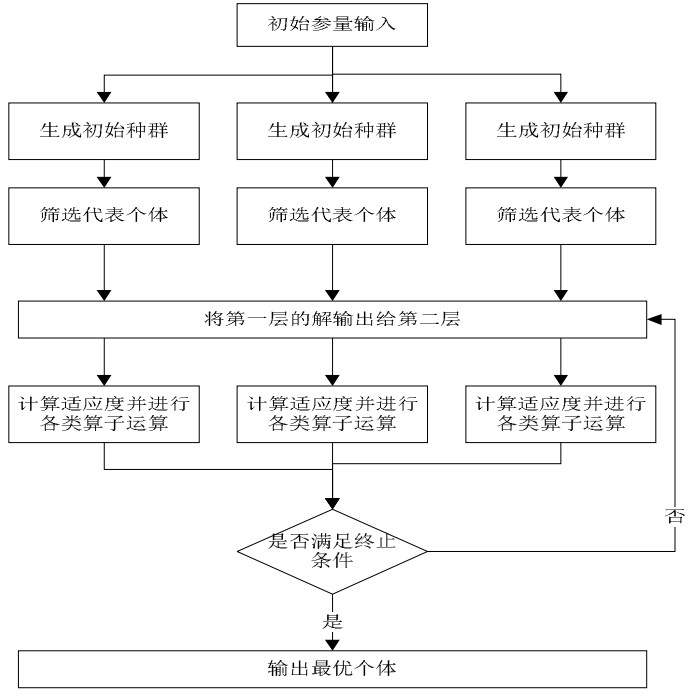 初始参量输入
生成初始种群
生成初始种群
生成初始种群
筛选代表个体
筛选代表个体
筛选代表个体
将第一层的解输出给第二层
计算适应度并进行
各类算子运算
计算适应度并进行
各类算子运算
计算适应度并进行
各类算子运算
否
是否满足终止
条件
是
输出最优个体